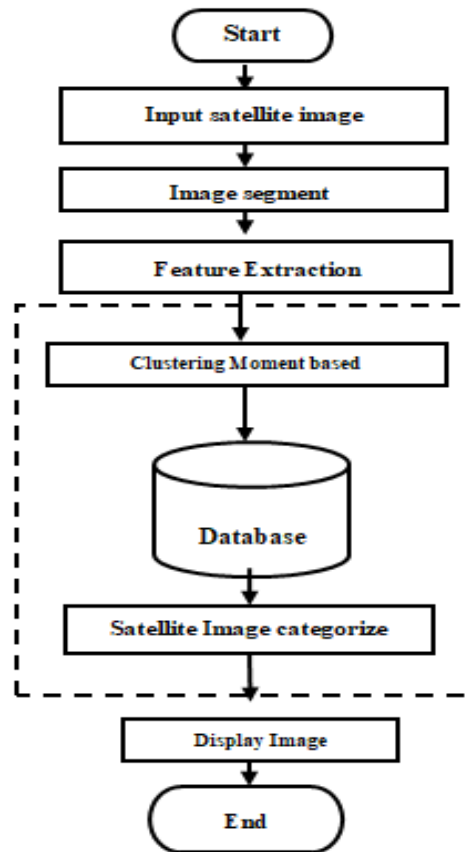 Start
Input satellite image
Image segment
Feature Extraction
Clustering Moment based
Database
Satellite Image categorize
Display Image
End